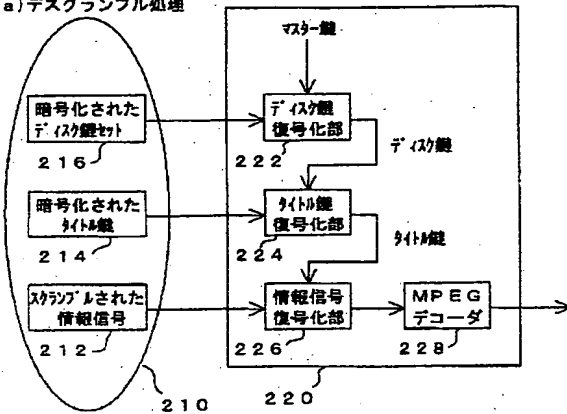 a)デスクランブル処理
マスター鍵
暗号化された
ディスク鍵セット
216
ディスク鍵
復号化部
222
ディスク鍵
暗号化された
タイトル鍵
214
タイトル鍵
復号化部
224
タイトル鍵
スクランブルされた
情報信号
212
情報信号
復号化部
226
MPEG
デコーダ
228
210
220